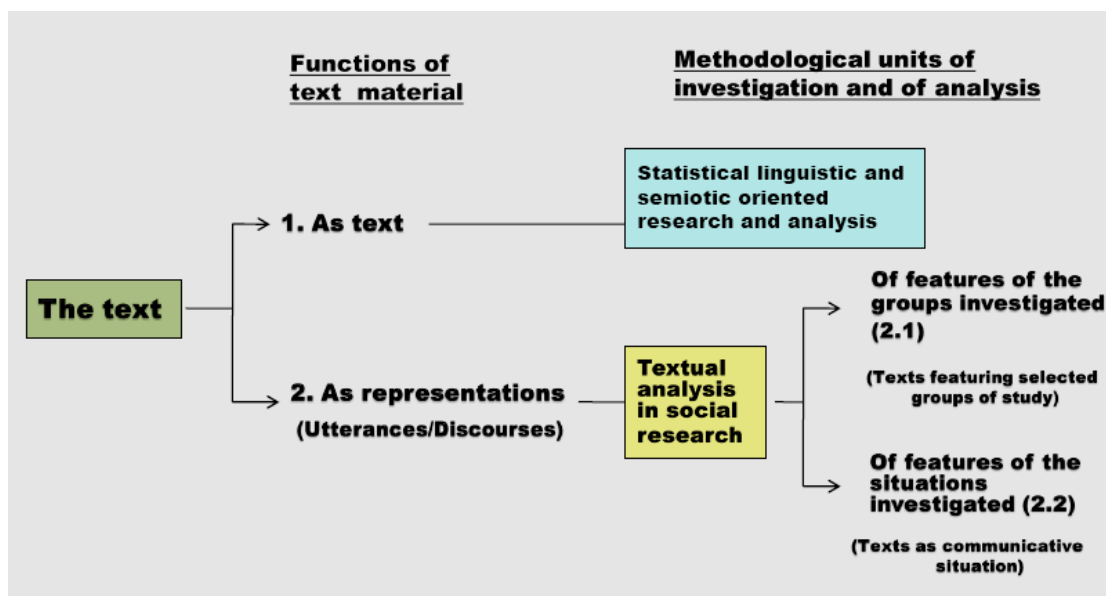 Functions of
text material
Methodological units of
investigation and of analysis
Statistical linguistic and
semiotic oriented
research and analysis
1. As text
The text
Of features of the
groups investigated
(2.1)
(Texts featuring selected
groups of study)
2. As representations
(Utterances/Discourses)
Textual
analysis
in social
research
Of features of the
situations
investigated (2.2)
(Texts as communicative
situation)